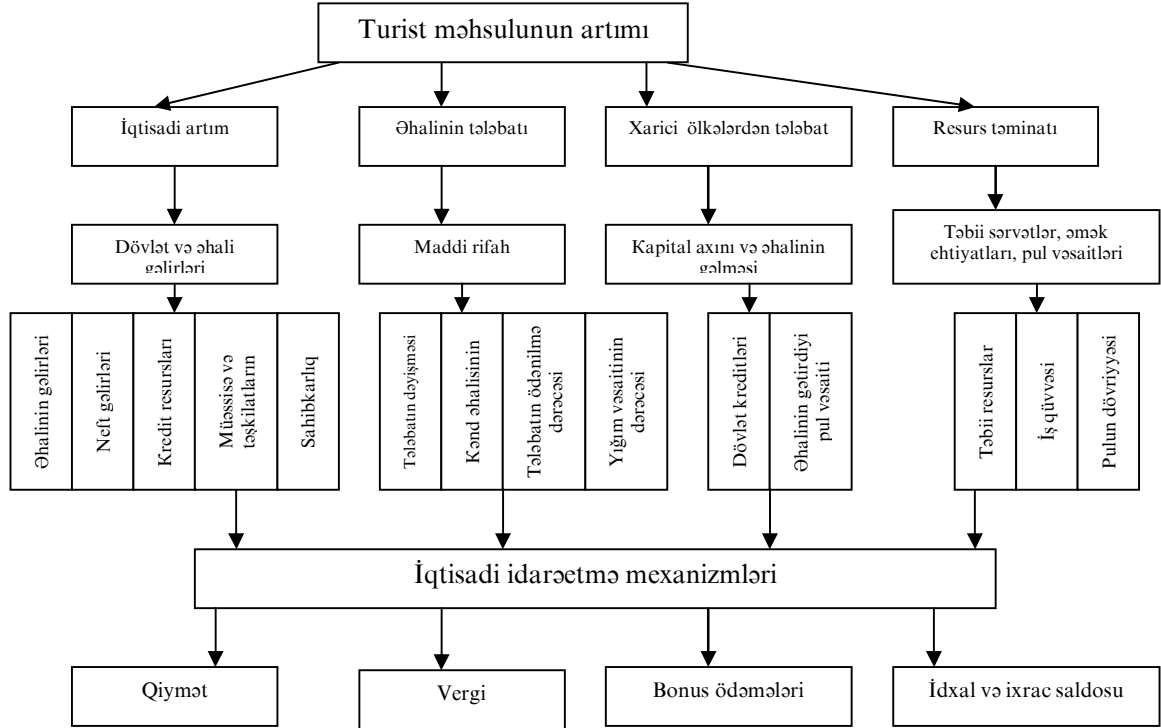 Turist məhsulunun artımı
İqtisadi artım
Əhalinin tələbatı
Xarici ölkələrdən tələbat
Resurs təminatı
Dövlət və əhali
gəlirləri
Maddi rifah
Kapital axını və əhalinin
gəlməsi
Təbii sərvətlər, əmək
ehtiyatları, pul vəsaitləri
Əhalinin gəlirləri
Neft gəlirləri
Kredit resursları
Müəssisə və
təşkilatların
Sahibkarlıq
Tələbatın dəyişməsi
Kənd əhalisinin
Tələbatın ödənilmə
dərəcəsi
Yığım vəsaitinin
dərəcəsi
Dövlət kreditləri
Əhalinin gətirdiyi
pul vəsaiti
Təbii resurslar
İş qüvvəsi
Pulun dövriyyəsi
İqtisadi idarəetmə mexanizmləri
Qiymət
Vergi
Bonus ödəmələri
İdxal və ixrac saldosu